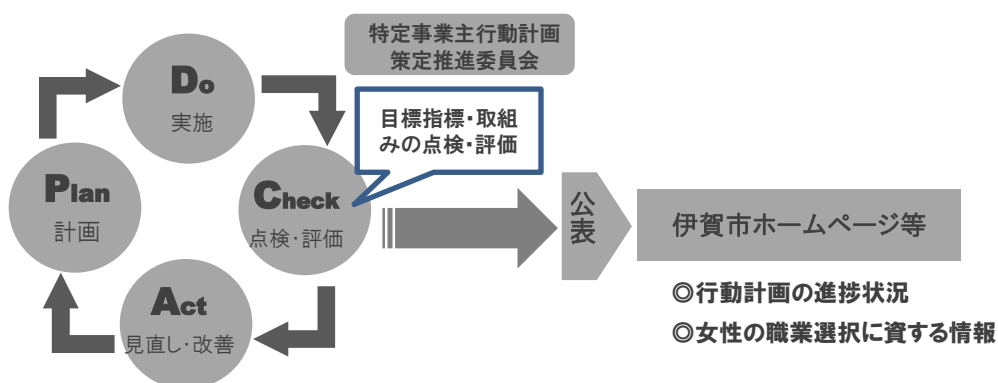 特定事業主行動計画
策定推進委員会
Do
実施
目標指標・取組
みの点検・評価
Plan
計画
Check
点検・評価
公表
伊賀市ホームページ等
Act
見直し・改善
◎行動計画の進捗状況
◎女性の職業選択に資する情報